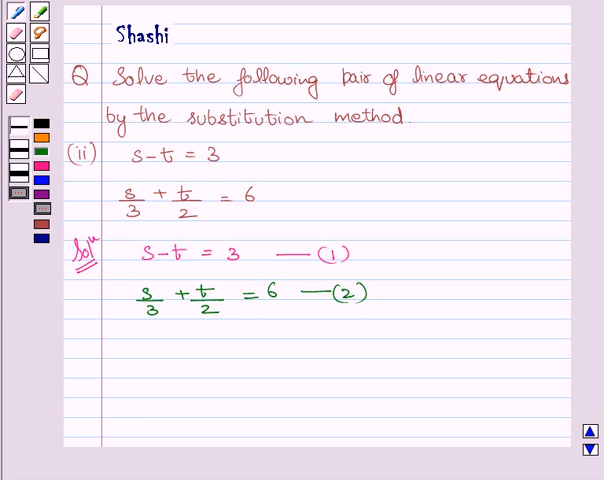 Shashi
Q Solve the following pair of linear equations
by the substitution method.
(ii) s-t = 3
s/3 + t/2 = 6
Solⁿ s-t = 3 —(1)
s/3 + t/2 = 6 —(2)